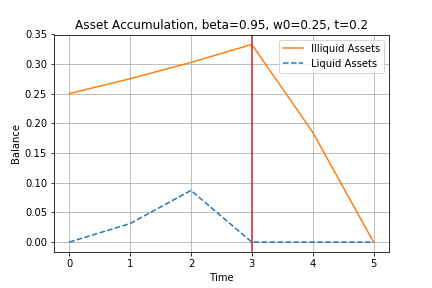 Asset Accumulation, beta=0.95, w0=0.25, t=0.2
0.35
0.30
0.25
0.20
0.15
0.10
0.05
0.00
Balance
Illiquid Assets
Liquid Assets
0 1 2 3 4 5
Time